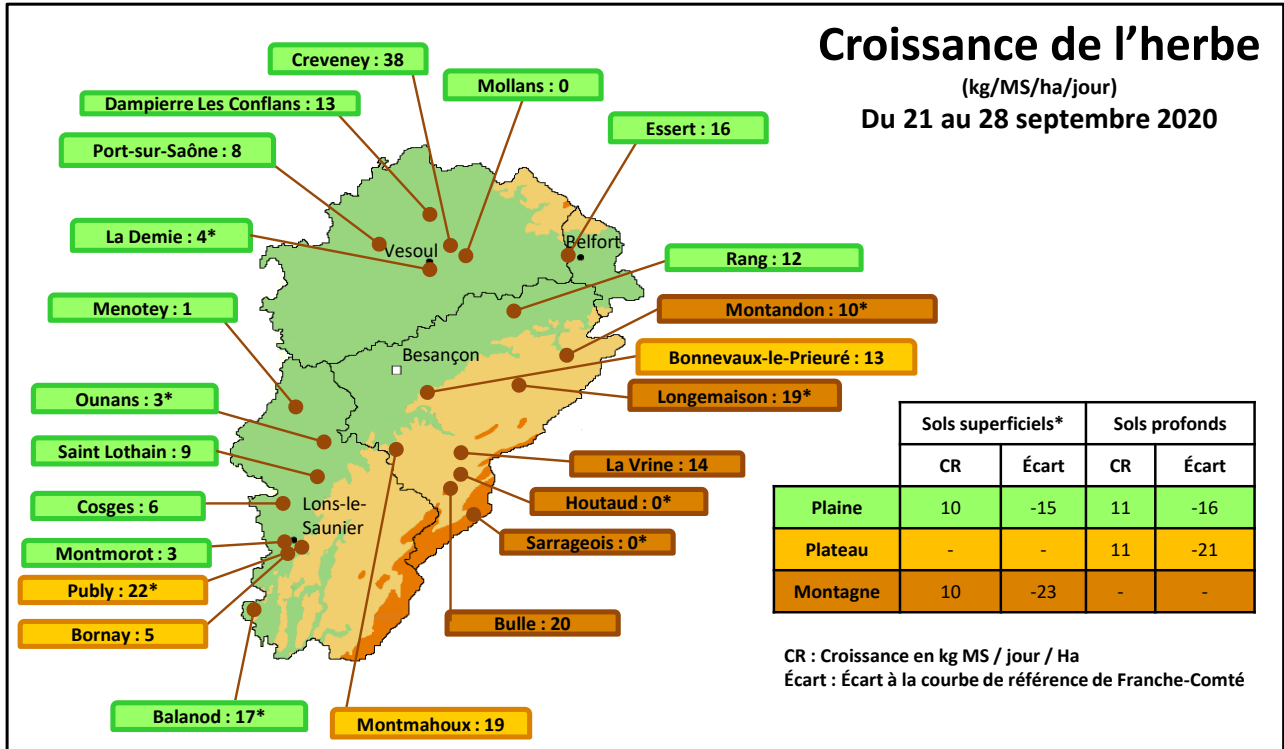 Croissance de l’herbe
(kg/MS/ha/jour)
Du 21 au 28 septembre 2020
Creveney : 38
Mollans : 0
Dampierre Les Conflans : 13
Essert : 16
Port-sur-Saône : 8
La Demie : 4*
Vesoul
Belfort
Rang : 12
Menotey : 1
Montandon : 10*
Besançon
Bonnevaux-le-Prieuré : 13
Ounans : 3*
Longemaison : 19*
Saint Lothain : 9
La Vrine : 14
Cosges : 6
Lons-le-
Saunier
Houtaud : 0*
Montmorot : 3
Sarrageois : 0*
Publy : 22*
Bornay : 5
Bulle : 20
Balanod : 17*
Montmahoux : 19
Sols superficiels* Sols profonds
CR Écart CR Écart
Plaine 10 -15 11 -16
Plateau - - 11 -21
Montagne 10 -23 - -
CR : Croissance en kg MS / jour / Ha
Écart : Écart à la courbe de référence de Franche-Comté